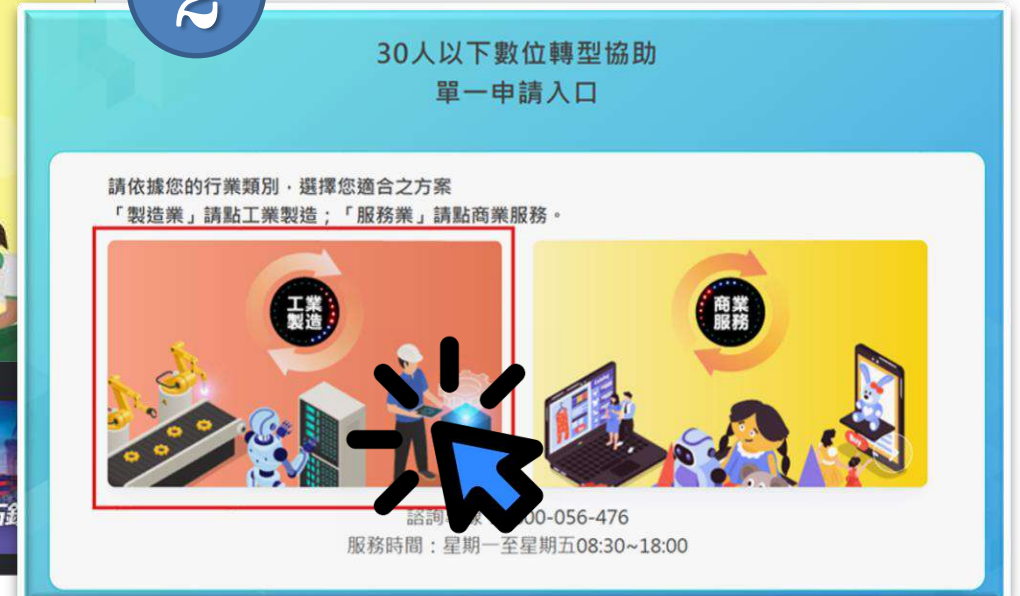 2
30人以下數位轉型協助
單一申請入口
請依據您的行業類別，選擇您適合之方案
「製造業」請點工業製造；「服務業」請點商業服務。
工業
製造
商業
服務
諮詢 00-056-476
服務時間：星期一至星期五08:30~18:00